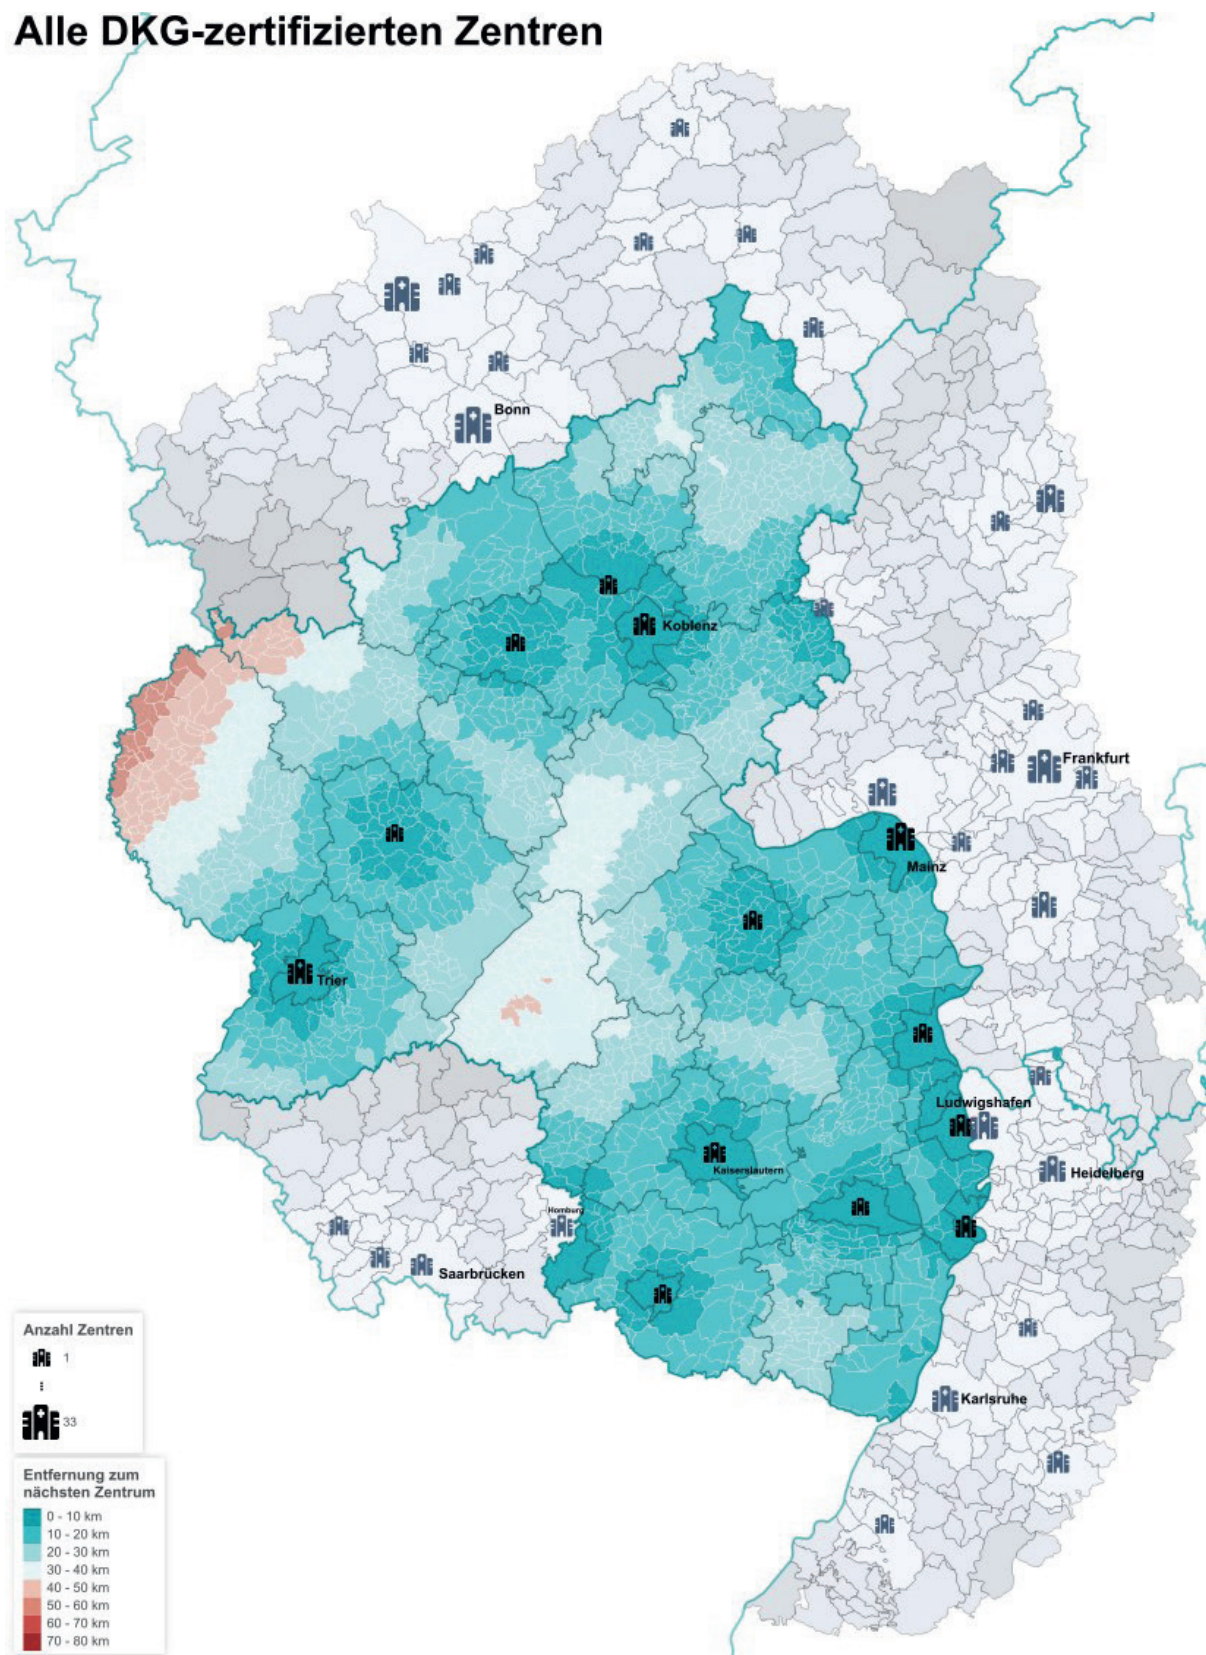 Alle DKG-zertifizierten Zentren
Bonn
Koblenz
Frankfurt
Mainz
Trier
Ludwigshafen
Kaiserslautern
Heidelberg
Homburg
Saarbrücken
Karlsruhe
Anzahl Zentren
1
⋮
33
Entfernung zum
nächsten Zentrum
0 - 10 km
10 - 20 km
20 - 30 km
30 - 40 km
40 - 50 km
50 - 60 km
60 - 70 km
70 - 80 km